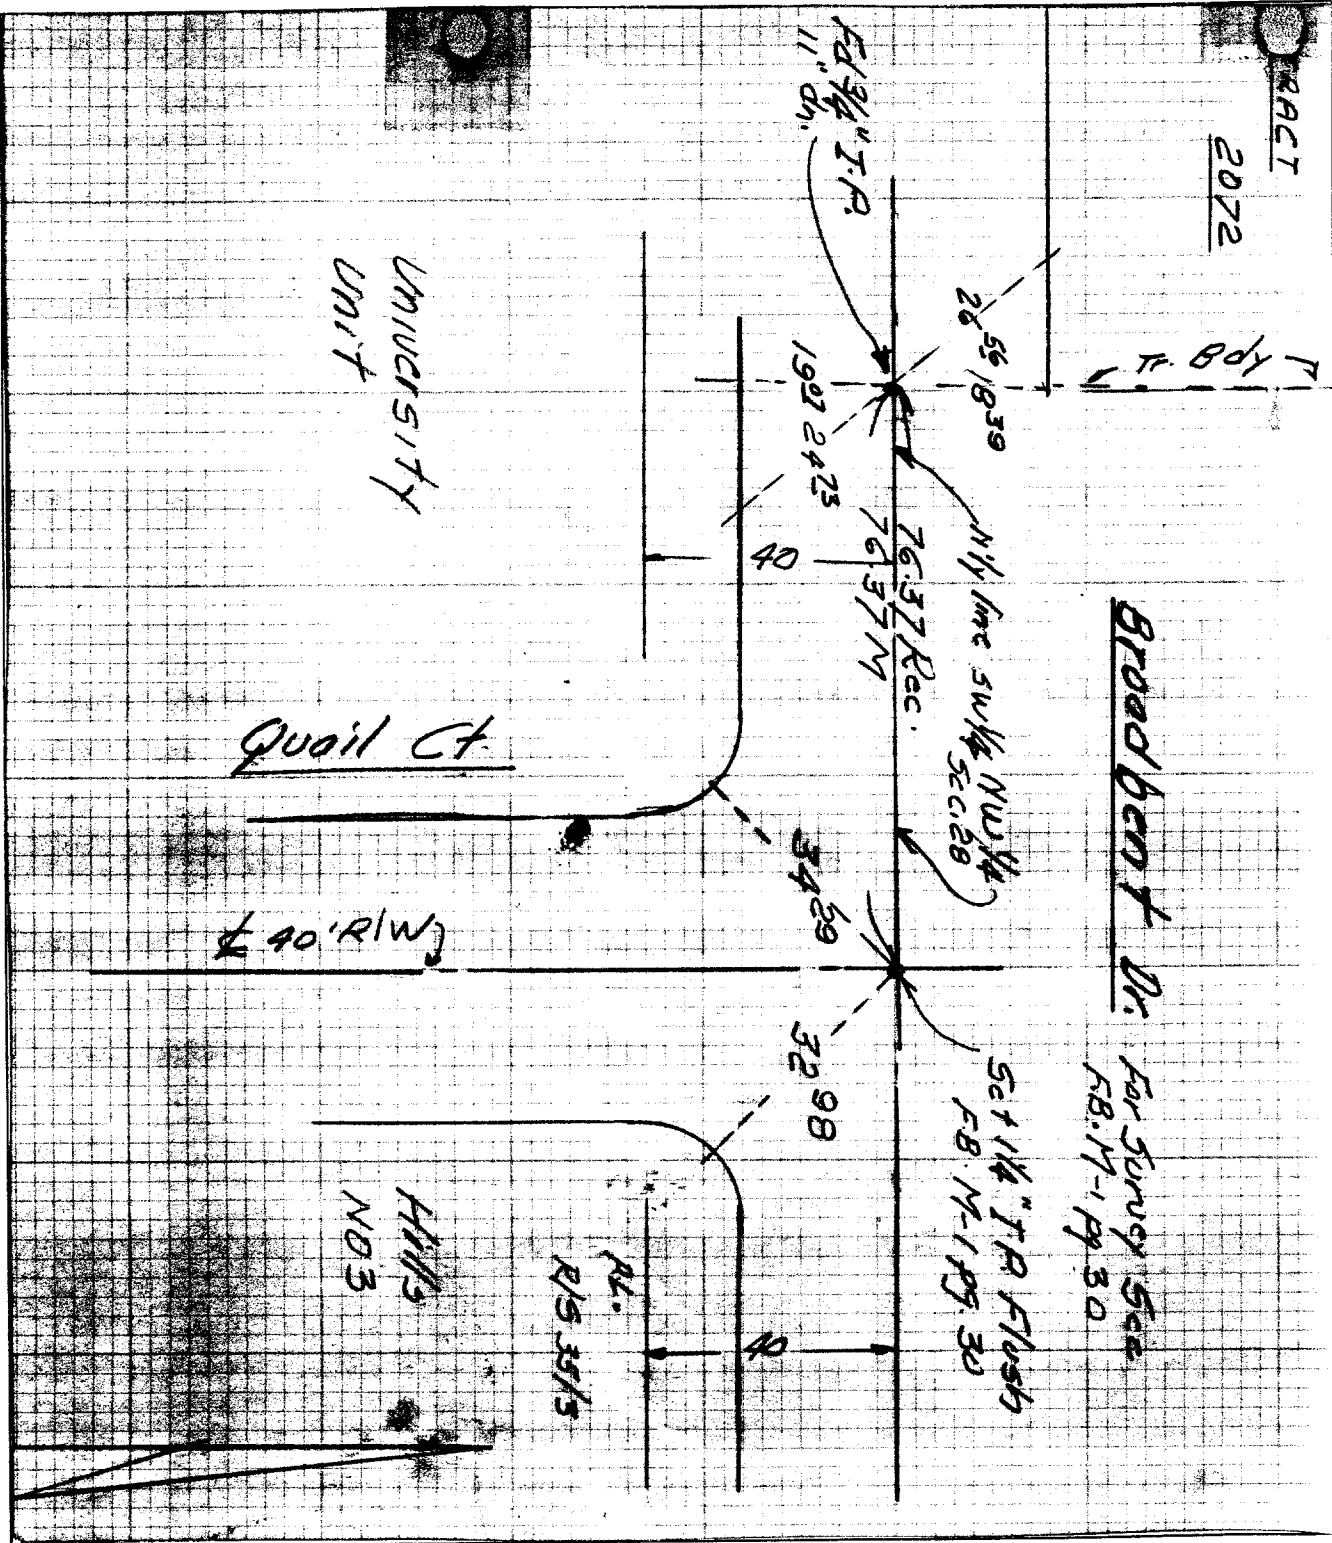 TRACT
2072
Fd 3/4" I.P.
11" dn.
Tr. Bdy
26 56
18 39
19 97
24 73
N'ly line SW 1/4 NW 1/4
Sec. 28
76.37 Rec.
76.37 M
40
Broadbent Dr.
For Survey See
F.B. M-1 pg 30
Set 1 1/4" I.P. Flush
F.B. M-1 pg. 30
34 29
32 98
University
Unit
Quail Ct.
℄ 40' R/W
Hills
NO 3
R/S 35/3
40